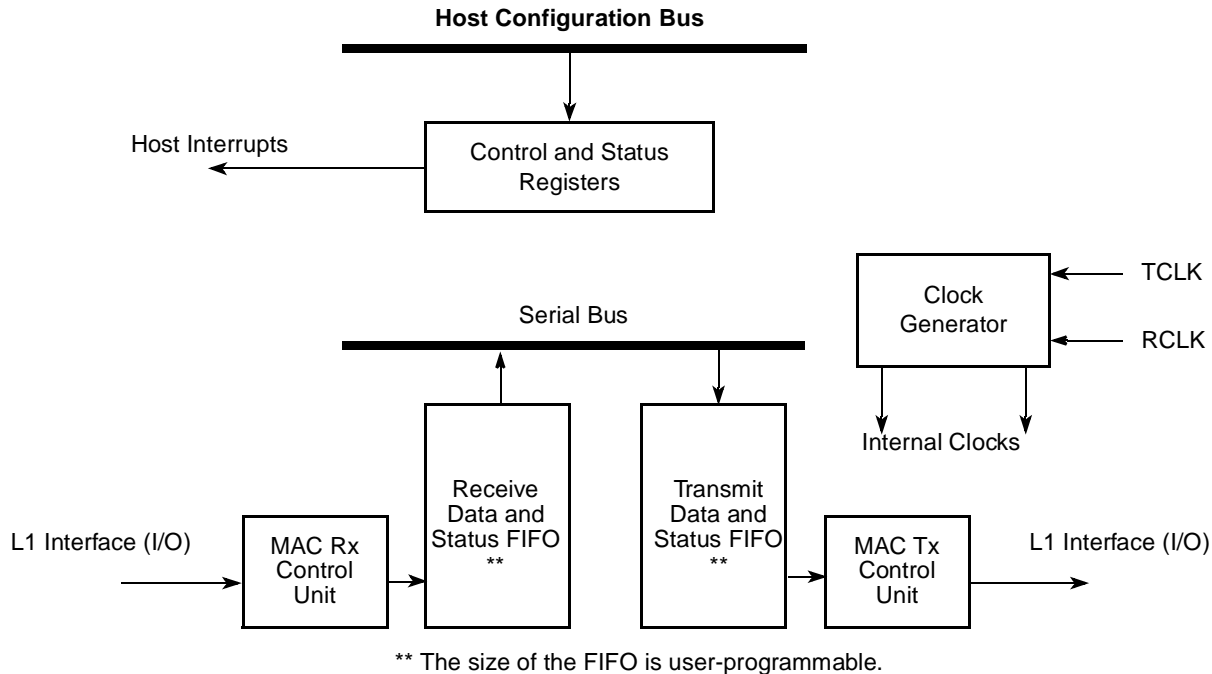 Host Configuration Bus
Host Interrupts
Control and Status
Registers
TCLK
Clock
Generator
RCLK
Serial Bus
Internal Clocks
Receive
Data and
Status FIFO
**
Transmit
Data and
Status FIFO
**
L1 Interface (I/O)
MAC Rx
Control
Unit
MAC Tx
Control
Unit
L1 Interface (I/O)
** The size of the FIFO is user-programmable.